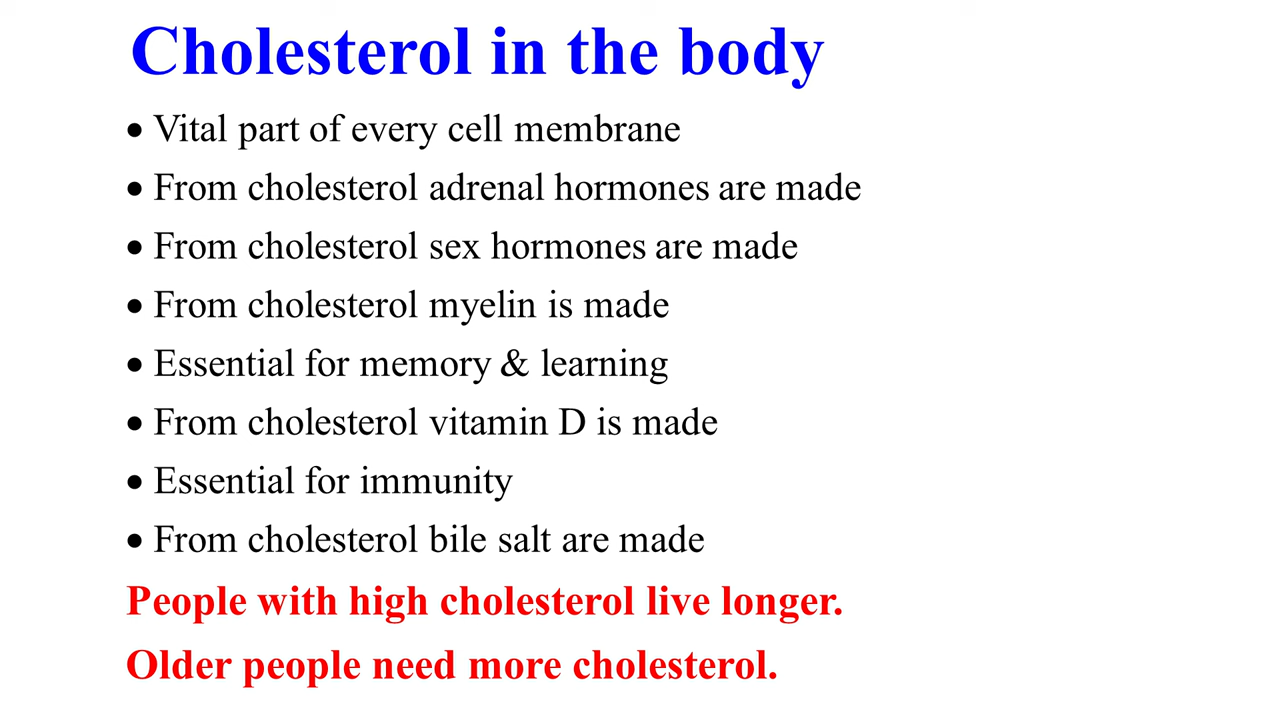 Cholesterol in the body
• Vital part of every cell membrane
• From cholesterol adrenal hormones are made
• From cholesterol sex hormones are made
• From cholesterol myelin is made
• Essential for memory & learning
• From cholesterol vitamin D is made
• Essential for immunity
• From cholesterol bile salt are made
People with high cholesterol live longer.
Older people need more cholesterol.